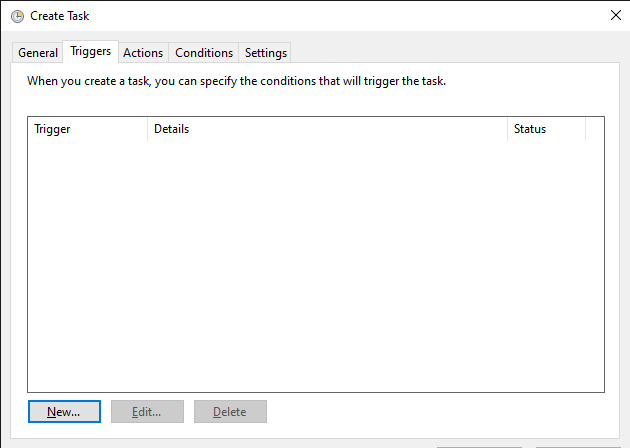 Create Task
General Triggers Actions Conditions Settings
When you create a task, you can specify the conditions that will trigger the task.
Trigger Details Status
New... Edit... Delete